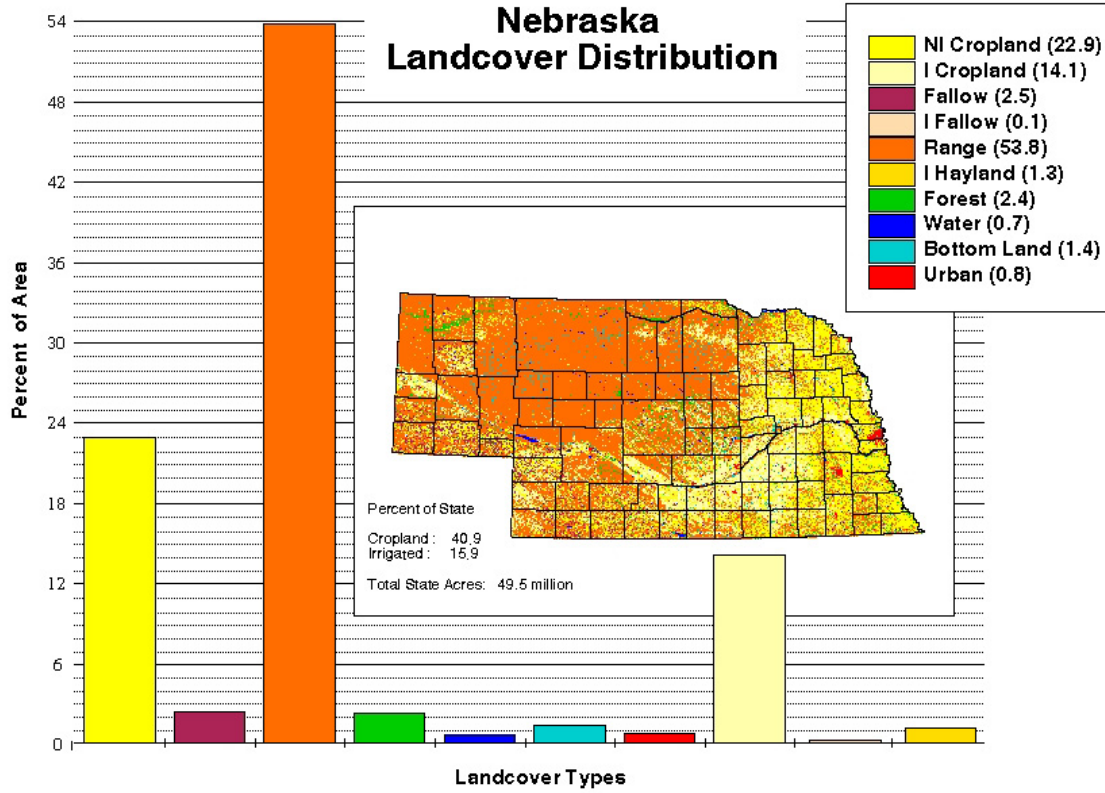 Nebraska
Landcover Distribution
NI Cropland (22.9)
I Cropland (14.1)
Fallow (2.5)
I Fallow (0.1)
Range (53.8)
I Hayland (1.3)
Forest (2.4)
Water (0.7)
Bottom Land (1.4)
Urban (0.8)
Percent of Area
54
48
42
36
30
24
18
12
6
0
Percent of State
Cropland : 40.9
Irrigated : 15.9
Total State Acres: 49.5 million
Landcover Types